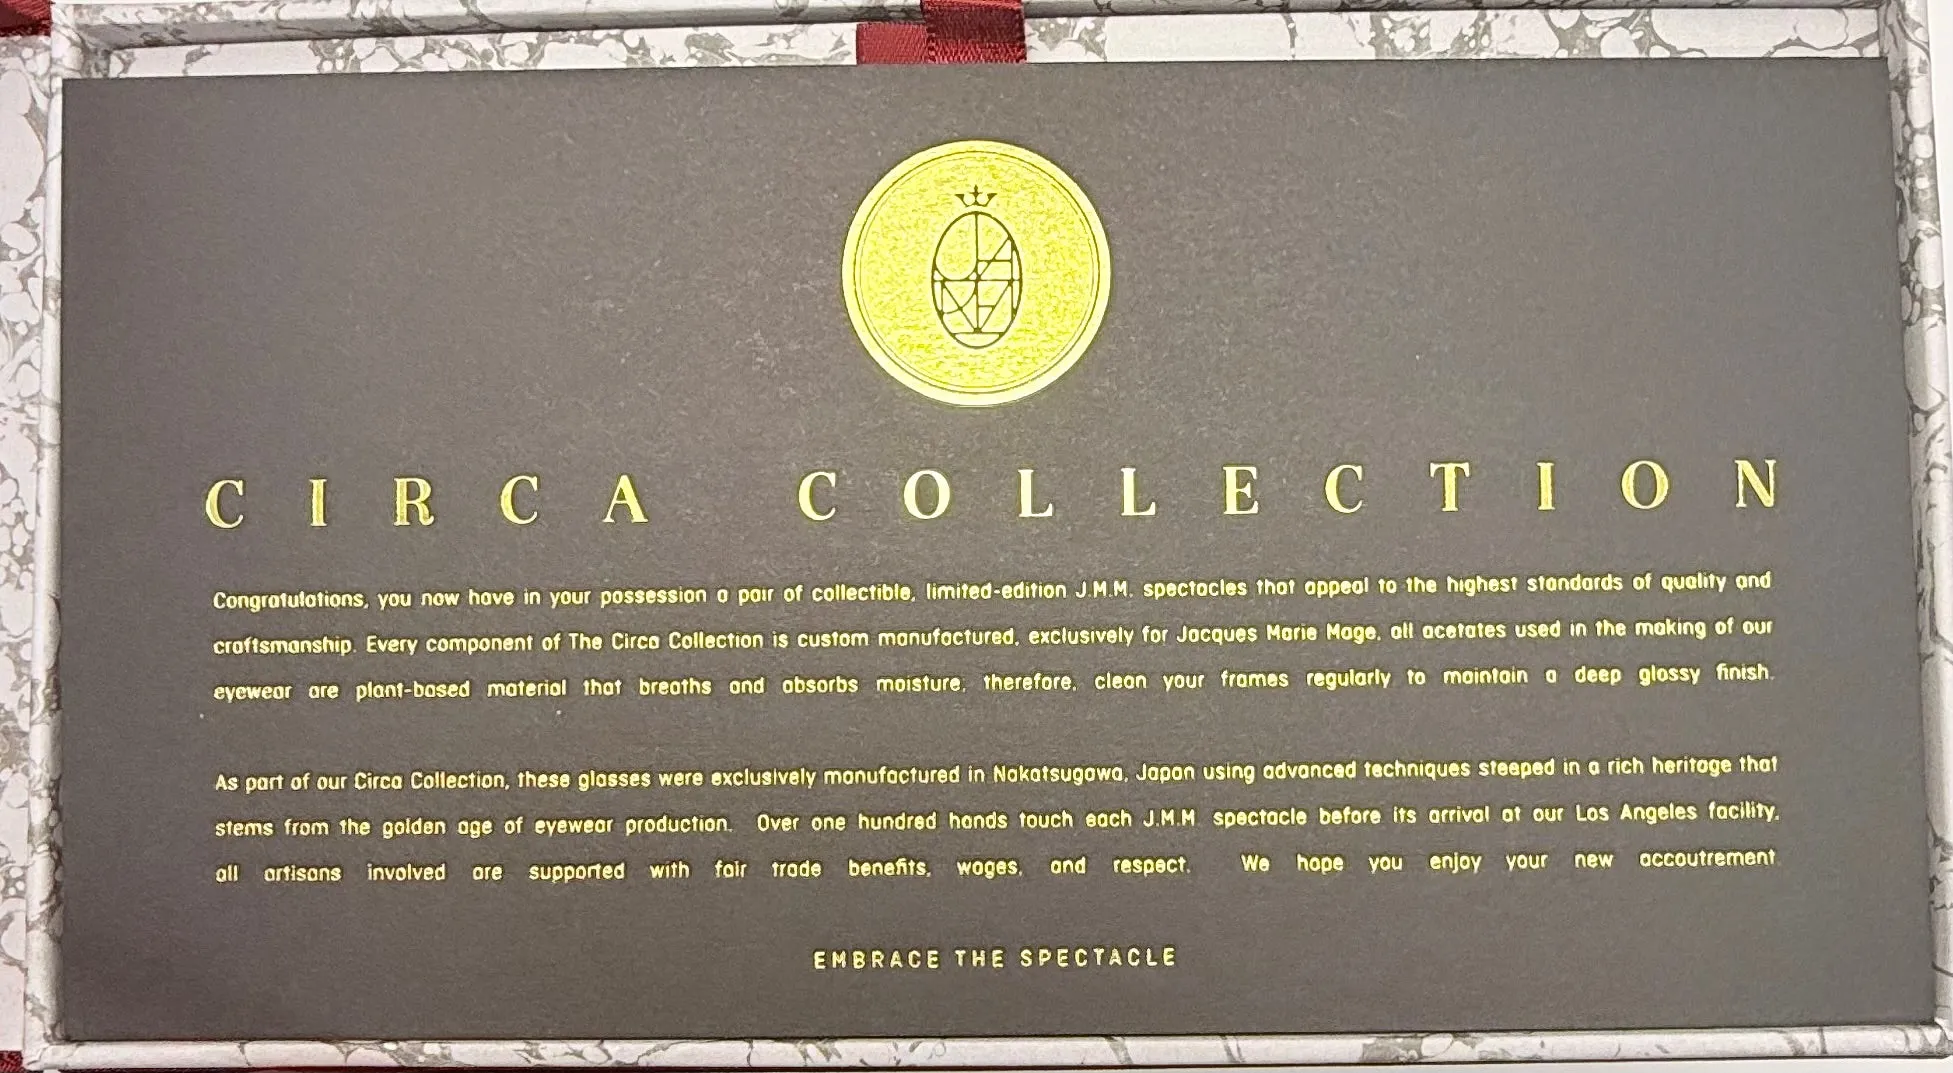 CIRCA COLLECTION
Congratulations, you now have in your possession a pair of collectible, limited-edition J.M.M. spectacles that appeal to the highest standards of quality and
craftsmanship. Every component of The Circa Collection is custom manufactured, exclusively for Jacques Marie Mage, all acetates used in the making of our
eyewear are plant-based material that breaths and absorbs moisture, therefore, clean your frames regularly to maintain a deep glossy finish.
As part of our Circa Collection, these glasses were exclusively manufactured in Nakatsugawa, Japan using advanced techniques steeped in a rich heritage that
stems from the golden age of eyewear production. Over one hundred hands touch each J.M.M. spectacle before its arrival at our Los Angeles facility,
all artisans involved are supported with fair trade benefits, wages, and respect. We hope you enjoy your new accoutrement.
EMBRACE THE SPECTACLE